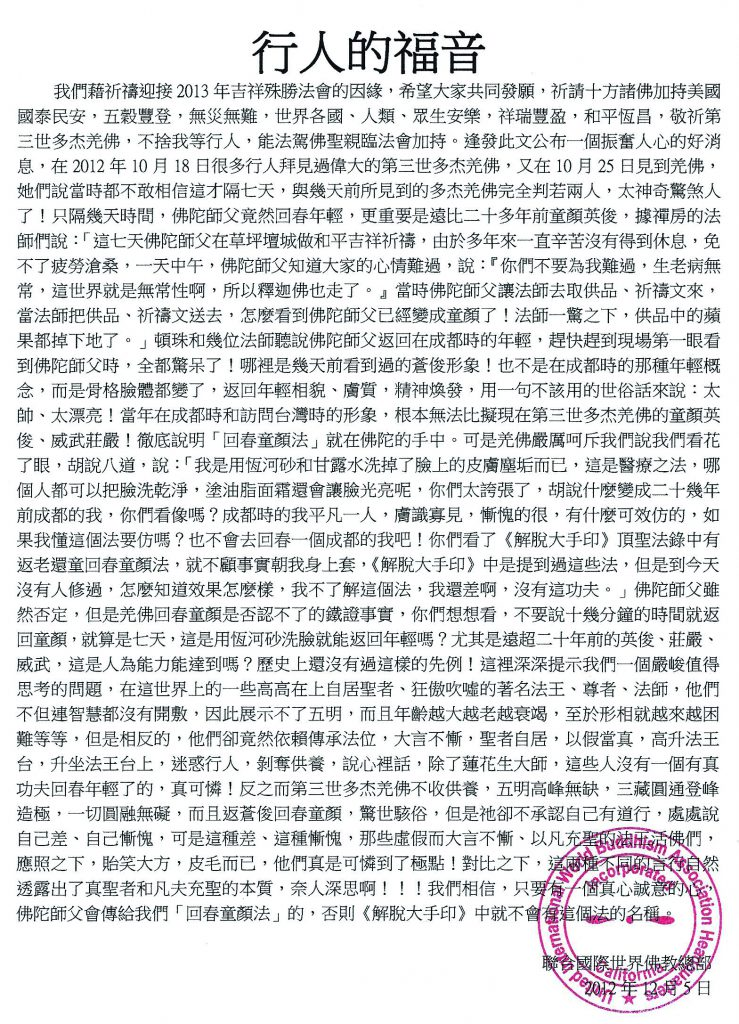 行人的福音
我們藉祈禱迎接 2013 年吉祥殊勝法會的因緣，希望大家共同發願，祈請十方諸佛加持美國
國泰民安，五穀豐登，無災無難，世界各國、人類、眾生安樂，祥瑞豐盈，和平恆昌，敬祈第
三世多杰羌佛，不捨我等行人，能法駕佛聖親臨法會加持。逢發此文公布一個振奮人心的好消
息，在 2012 年 10 月 18 日很多行人拜見過偉大的第三世多杰羌佛，又在 10 月 25 日見到羌佛，
她們說當時都不敢相信這才隔七天，與幾天前所見到的多杰羌佛完全判若兩人，太神奇驚煞人
了！只隔幾天時間，佛陀師父竟然回春年輕，更重要是遠比二十多年前童顏英俊，據禪房的法
師們說：「這七天佛陀師父在草坪壇城做和平吉祥祈禱，由於多年來一直辛苦沒有得到休息，免
不了疲勞滄桑，一天中午，佛陀師父知道大家的心情難過，說：『你們不要為我難過，生老病無
常，這世界就是無常性啊，所以釋迦佛也走了。』當時佛陀師父讓法師去取供品、祈禱文來，
當法師把供品、祈禱文送去，怎麼看到佛陀師父已經變成童顏了！法師一驚之下，供品中的蘋
果都掉下地了。」頓珠和幾位法師聽說佛陀師父返回在成都時的年輕，趕快趕到現場第一眼看
到佛陀師父時，全都驚呆了！哪裡是幾天前看到過的蒼俊形象！也不是在成都時的那種年輕概
念，而是骨格臉體都變了，返回年輕相貌、膚質，精神煥發，用一句不該用的世俗話來說：太
帥、太漂亮！當年在成都時和訪問台灣時的形象，根本無法比擬現在第三世多杰羌佛的童顏英
俊、威武莊嚴！徹底說明「回春童顏法」就在佛陀的手中。可是羌佛嚴厲呵斥我們說我們看花
了眼，胡說八道，說：「我是用恆河砂和甘露水洗掉了臉上的皮膚塵垢而已，這是醫療之法，哪
個人都可以把臉洗乾淨，塗油脂面霜還會讓臉光亮呢，你們太誇張了，胡說什麼變成二十幾年
前成都的我，你們看像嗎？成都時的我平凡一人，膚識寡見，慚愧的很，有什麼可效仿的，如
果我懂這個法要仿嗎？也不會去回春一個成都的我吧！你們看了《解脫大手印》頂聖法錄中有
返老還童回春童顏法，就不顧事實朝我身上套，《解脫大手印》中是提到過這些法，但是到今天
沒有人修過，怎麼知道效果怎麼樣，我不了解這個法，我還差啊，沒有這功夫。」佛陀師父雖
然否定，但是羌佛回春童顏是否認不了的鐵證事實，你們想想看，不要說十幾分鐘的時間就返
回童顏，就算是七天，這是用恆河砂洗臉就能返回年輕嗎？尤其是遠超二十年前的英俊、莊嚴、
威武，這是人為能力能達到嗎？歷史上還沒有過這樣的先例！這裡深深提示我們一個嚴峻值得
思考的問題，在這世界上的一些高高在上自居聖者、狂傲吹噓的著名法王、尊者、法師，他們
不但連智慧都沒有開敷，因此展示不了五明，而且年齡越大越老越衰竭，至於形相就越來越困
難等等，但是相反的，他們卻竟然依賴傳承法位，大言不慚，聖者自居，以假當真，高升法王
台，升坐法王台上，迷惑行人，剝奪供養，說心裡話，除了蓮花生大師，這些人沒有一個有真
功夫回春年輕了的，真可憐！反之而第三世多杰羌佛不收供養，五明高峰無缺，三藏圓通登峰
造極，一切圓融無礙，而且返蒼俊回春童顏，驚世駭俗，但是祂卻不承認自己有道行，處處說
自己差、自己慚愧，可是這種差、這種慚愧，那些虛假而大言不慚、以凡充聖的法王活佛們，
應照之下，貽笑大方，皮毛而已，他們真是可憐到了極點！對比之下，這兩種不同的言行自然
透露出了真聖者和凡夫充聖的本質，奈人深思啊！！！我們相信，只要有一個真心誠意的心，
佛陀師父會傳給我們「回春童顏法」的，否則《解脫大手印》中就不會有這個法的名稱。
聯合國際世界佛教總部
2012 年 12 月 5 日
United International World Buddhism Association Headquarters
Incorporated
California